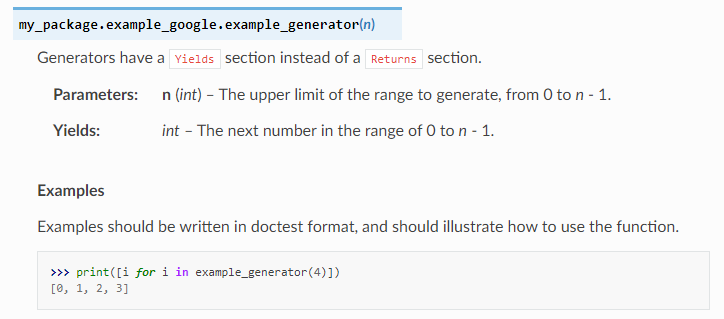 my_package.example_google.example_generator(n)
Generators have a Yields section instead of a Returns section.
Parameters: n (int) – The upper limit of the range to generate, from 0 to n - 1.
Yields: int – The next number in the range of 0 to n - 1.
Examples
Examples should be written in doctest format, and should illustrate how to use the function.
>>> print([i for i in example_generator(4)])
[0, 1, 2, 3]